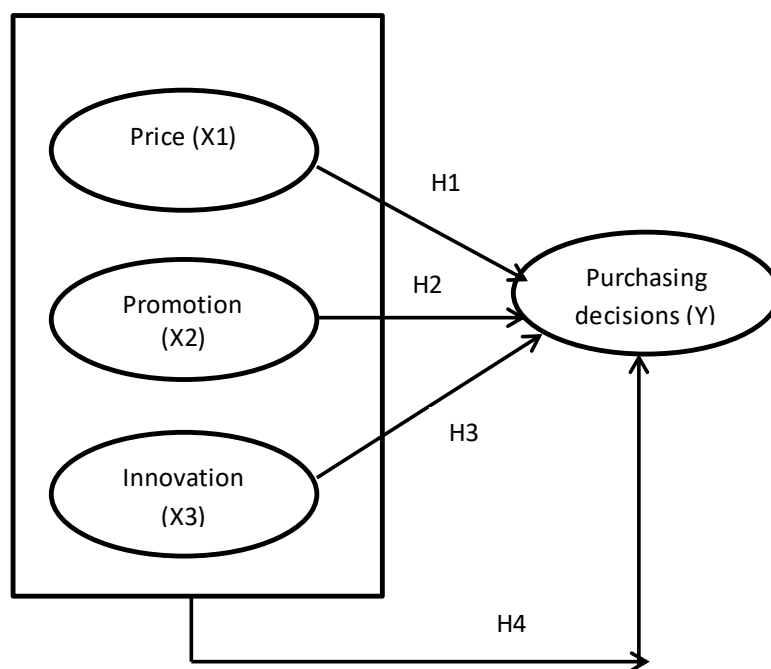 Price (X1)
H1
Promotion
(X2)
H2
Purchasing
decisions (Y)
Innovation
(X3)
H3
H4